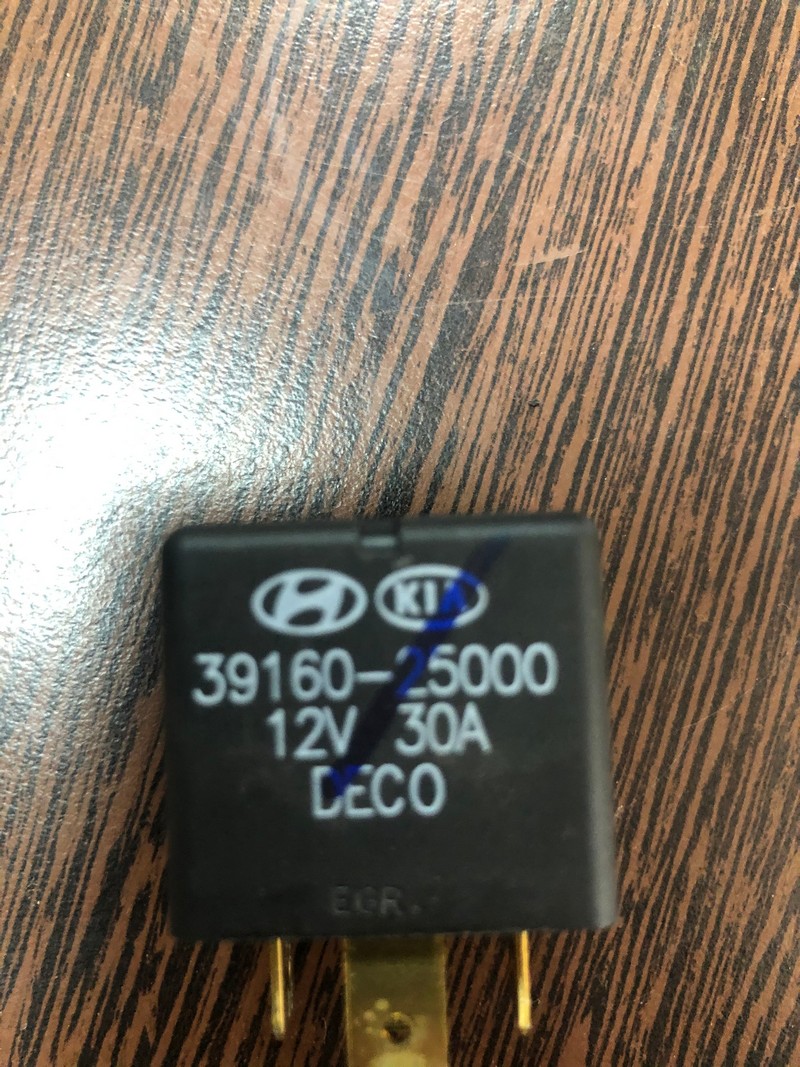 KIA
39160-25000
12V 30A
DECO
EGR.